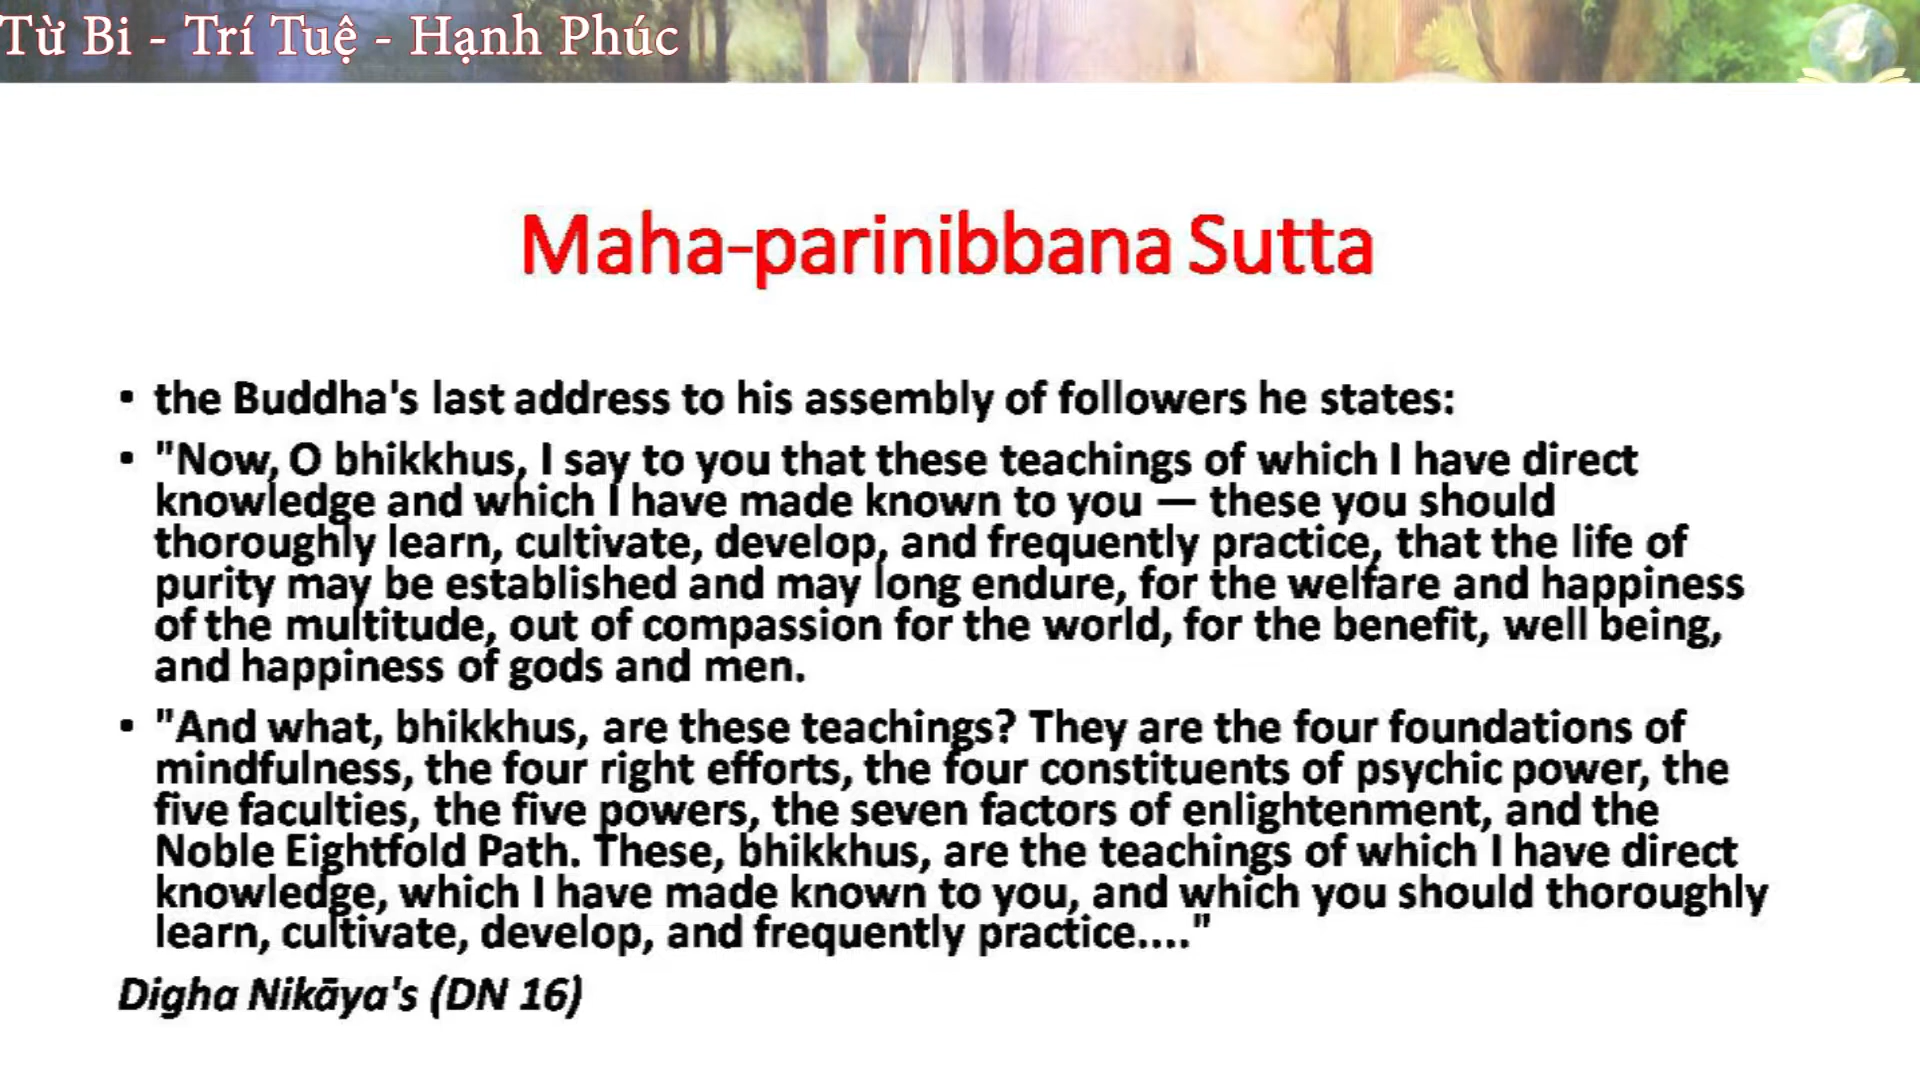 Từ Bi - Trí Tuệ - Hạnh Phúc
Maha-parinibbana Sutta
• the Buddha's last address to his assembly of followers he states:
• "Now, O bhikkhus, I say to you that these teachings of which I have direct
knowledge and which I have made known to you — these you should
thoroughly learn, cultivate, develop, and frequently practice, that the life of
purity may be established and may long endure, for the welfare and happiness
of the multitude, out of compassion for the world, for the benefit, well being,
and happiness of gods and men.
• "And what, bhikkhus, are these teachings? They are the four foundations of
mindfulness, the four right efforts, the four constituents of psychic power, the
five faculties, the five powers, the seven factors of enlightenment, and the
Noble Eightfold Path. These, bhikkhus, are the teachings of which I have direct
knowledge, which I have made known to you, and which you should thoroughly
learn, cultivate, develop, and frequently practice...."
Digha Nikāya's (DN 16)